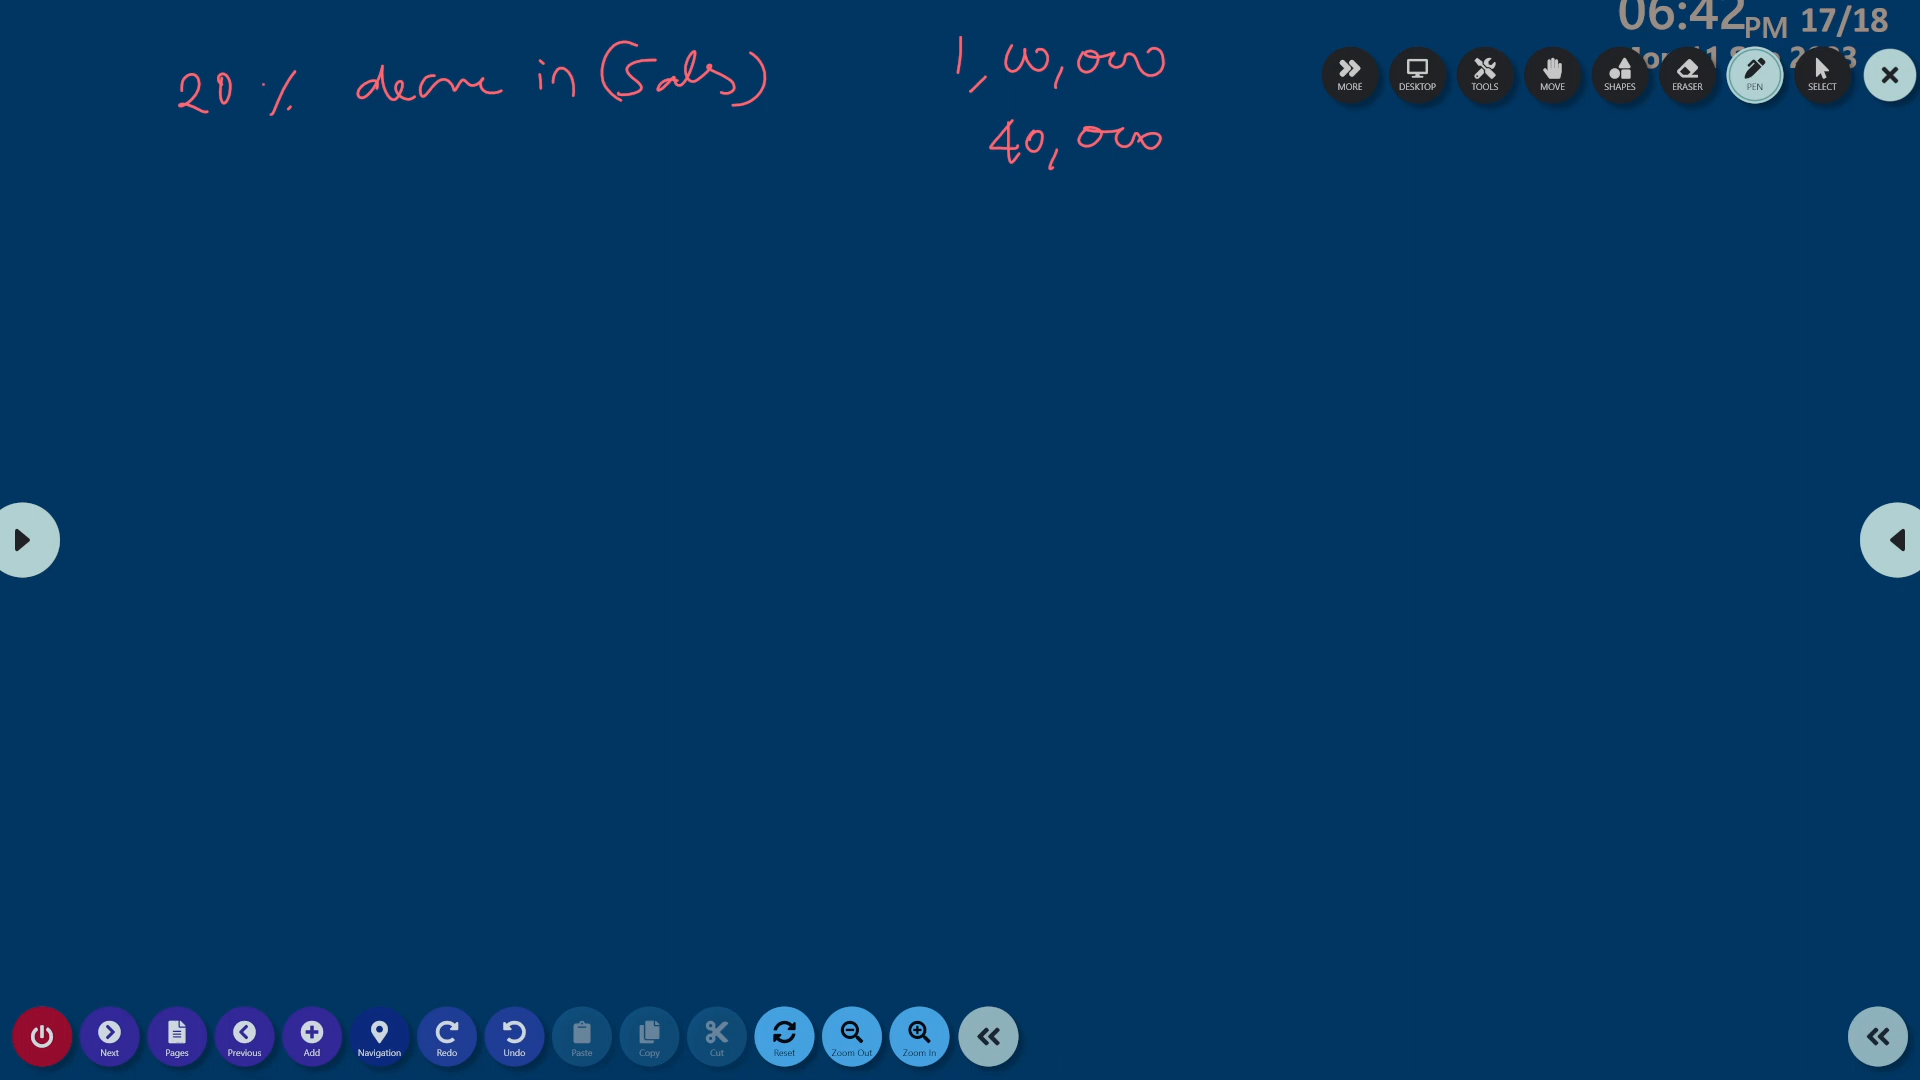 06:42 PM 17/18
20 % decrease in (Sales) 1,00,000
MORE DESKTOP TOOLS MOVE SHAPES ERASER PEN SELECT
40,000
Next Pages Previous Add Navigation Redo Undo Paste Copy Cut Reset Zoom Out Zoom In